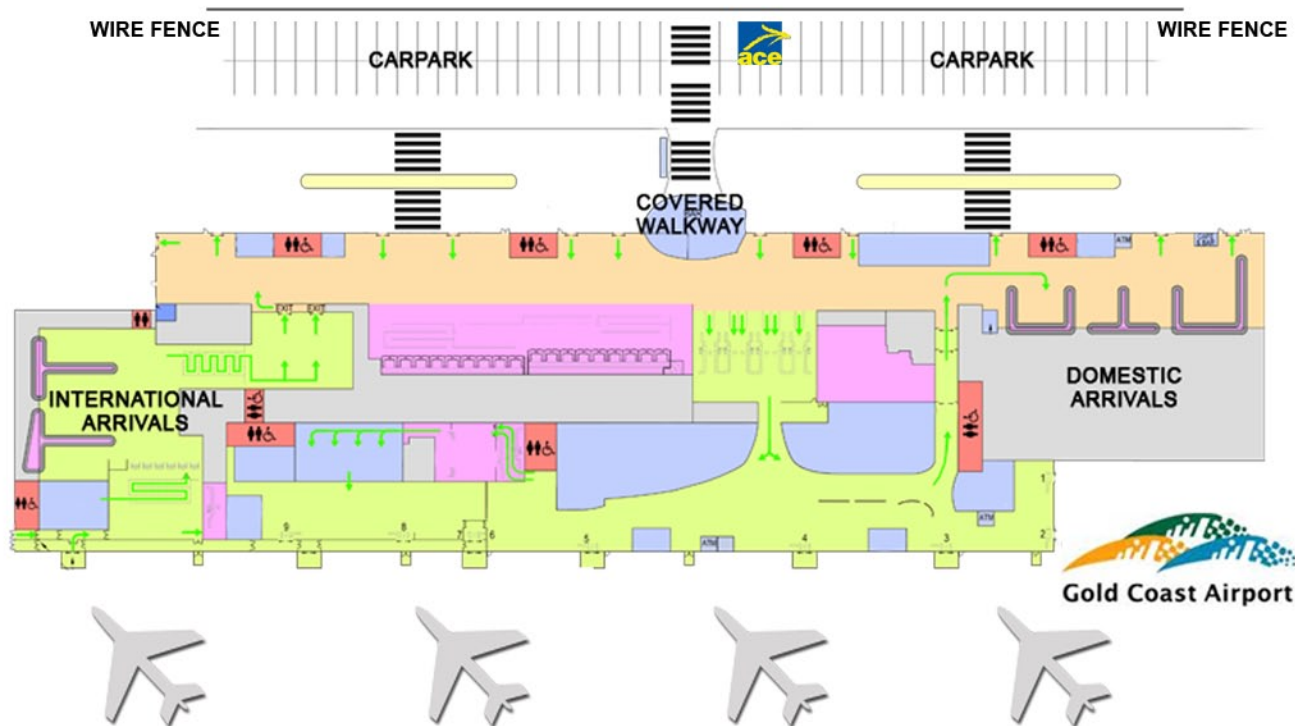 WIRE FENCE
WIRE FENCE
CARPARK
ace
CARPARK
COVERED
WALKWAY
BAR
ATM
EXIT
EXIT
INTERNATIONAL
ARRIVALS
DOMESTIC
ARRIVALS
1
ATM
9
8
7
6
5
ATM
4
3
2
Gold Coast Airport